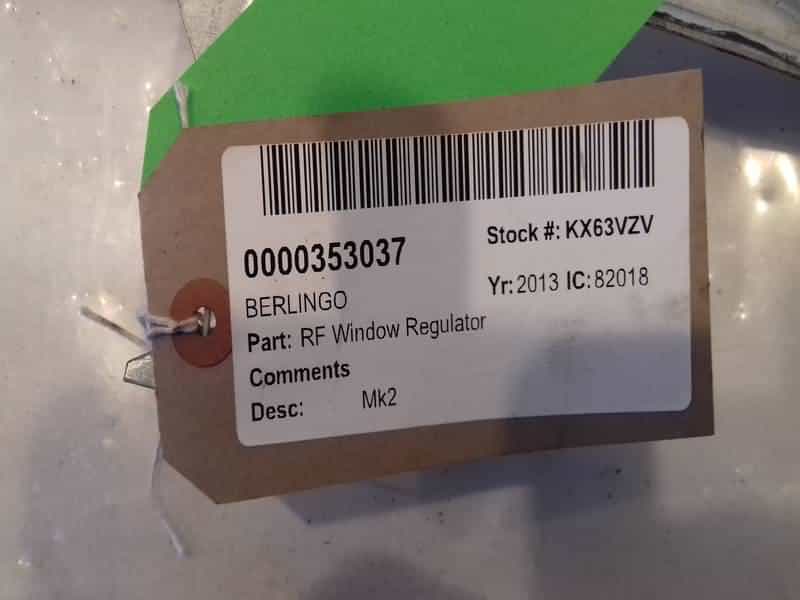 0000353037
Stock #: KX63VZV
BERLINGO
Yr: 2013 IC: 82018
Part: RF Window Regulator
Comments
Desc: Mk2